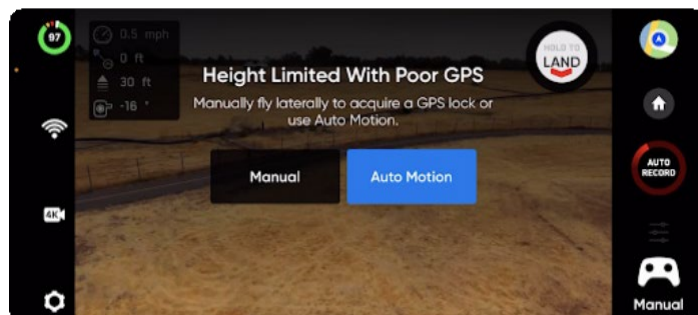 97
0.5 mph
0 ft
30 ft
-16 °
HOLD TO
LAND
Height Limited With Poor GPS
Manually fly laterally to acquire a GPS lock or
use Auto Motion.
Manual
Auto Motion
AUTO
RECORD
4K
Manual